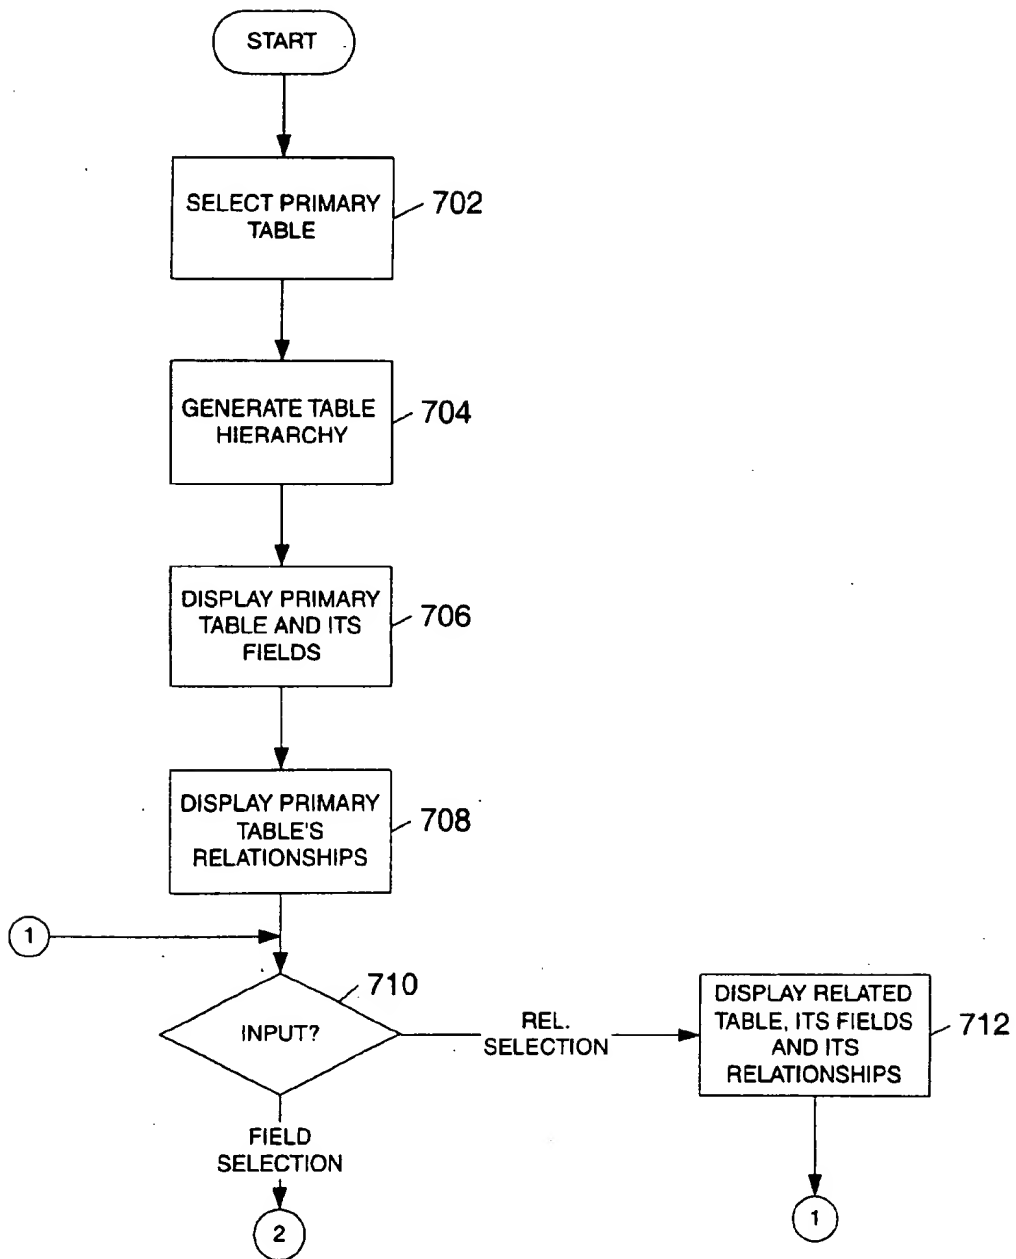 START
SELECT PRIMARY
TABLE
702
GENERATE TABLE
HIERARCHY
704
DISPLAY PRIMARY
TABLE AND ITS
FIELDS
706
DISPLAY PRIMARY
TABLE'S
RELATIONSHIPS
708
1
710
INPUT?
REL.
SELECTION
DISPLAY RELATED
TABLE, ITS FIELDS
AND ITS
RELATIONSHIPS
712
FIELD
SELECTION
2
1